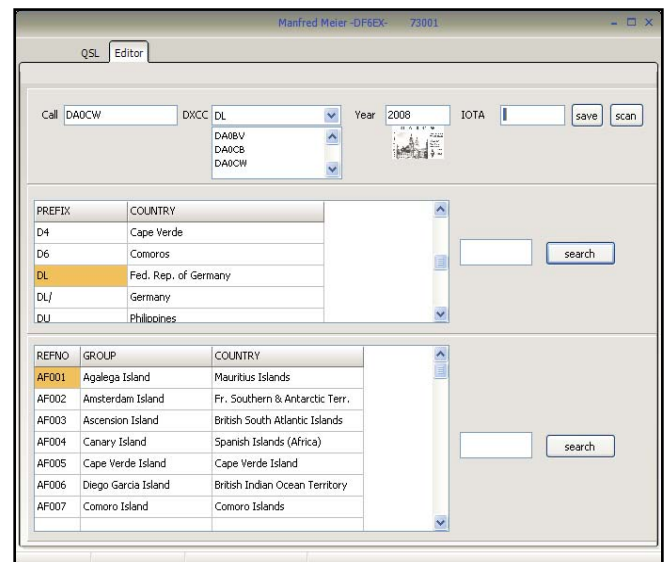 Manfred Meier -DF6EX- 73001
QSL Editor
Call DA0CW DXCC DL Year 2008 IOTA save scan
DA0BV
DA0CB
DA0CW
PREFIX COUNTRY
D4 Cape Verde
D6 Comoros
DL Fed. Rep. of Germany
DL/ Germany
DU Philippines
search
REFNO GROUP COUNTRY
AF001 Agalega Island Mauritius Islands
AF002 Amsterdam Island Fr. Southern & Antarctic Terr.
AF003 Ascension Island British South Atlantic Islands
AF004 Canary Island Spanish Islands (Africa)
AF005 Cape Verde Island Cape Verde Island
AF006 Diego Garcia Island British Indian Ocean Territory
AF007 Comoro Island Comoro Islands
search